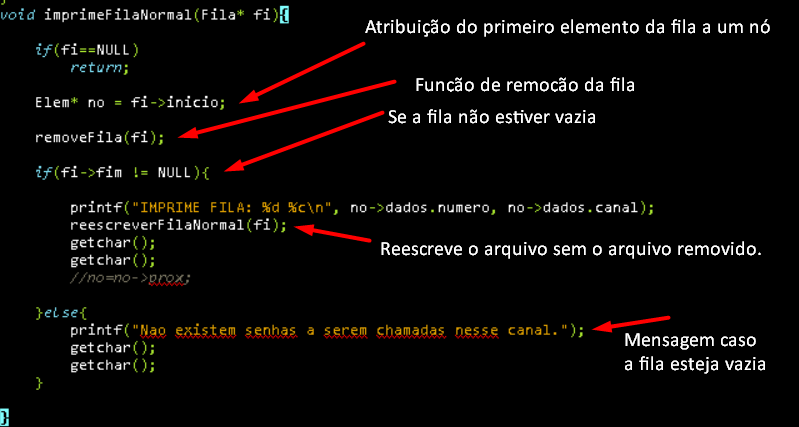 void imprimeFilaNormal(Fila* fi){
Atribuição do primeiro elemento da fila a um nó
if(fi==NULL)
return;
Funcão de remocão da fila
Elem* no = fi->inicio;
Se a fila não estiver vazia
removeFila(fi);
if(fi->fim != NULL){
printf("IMPRIME FILA: %d %c\n", no->dados.numero, no->dados.canal);
reescreverFilaNormal(fi);
getchar();
Reescreve o arquivo sem o arquivo removido.
getchar();
//no=no->prox;
}else{
printf("Nao existem senhas a serem chamadas nesse canal.");
Mensagem caso
getchar();
a fila esteja vazia
getchar();
}
}